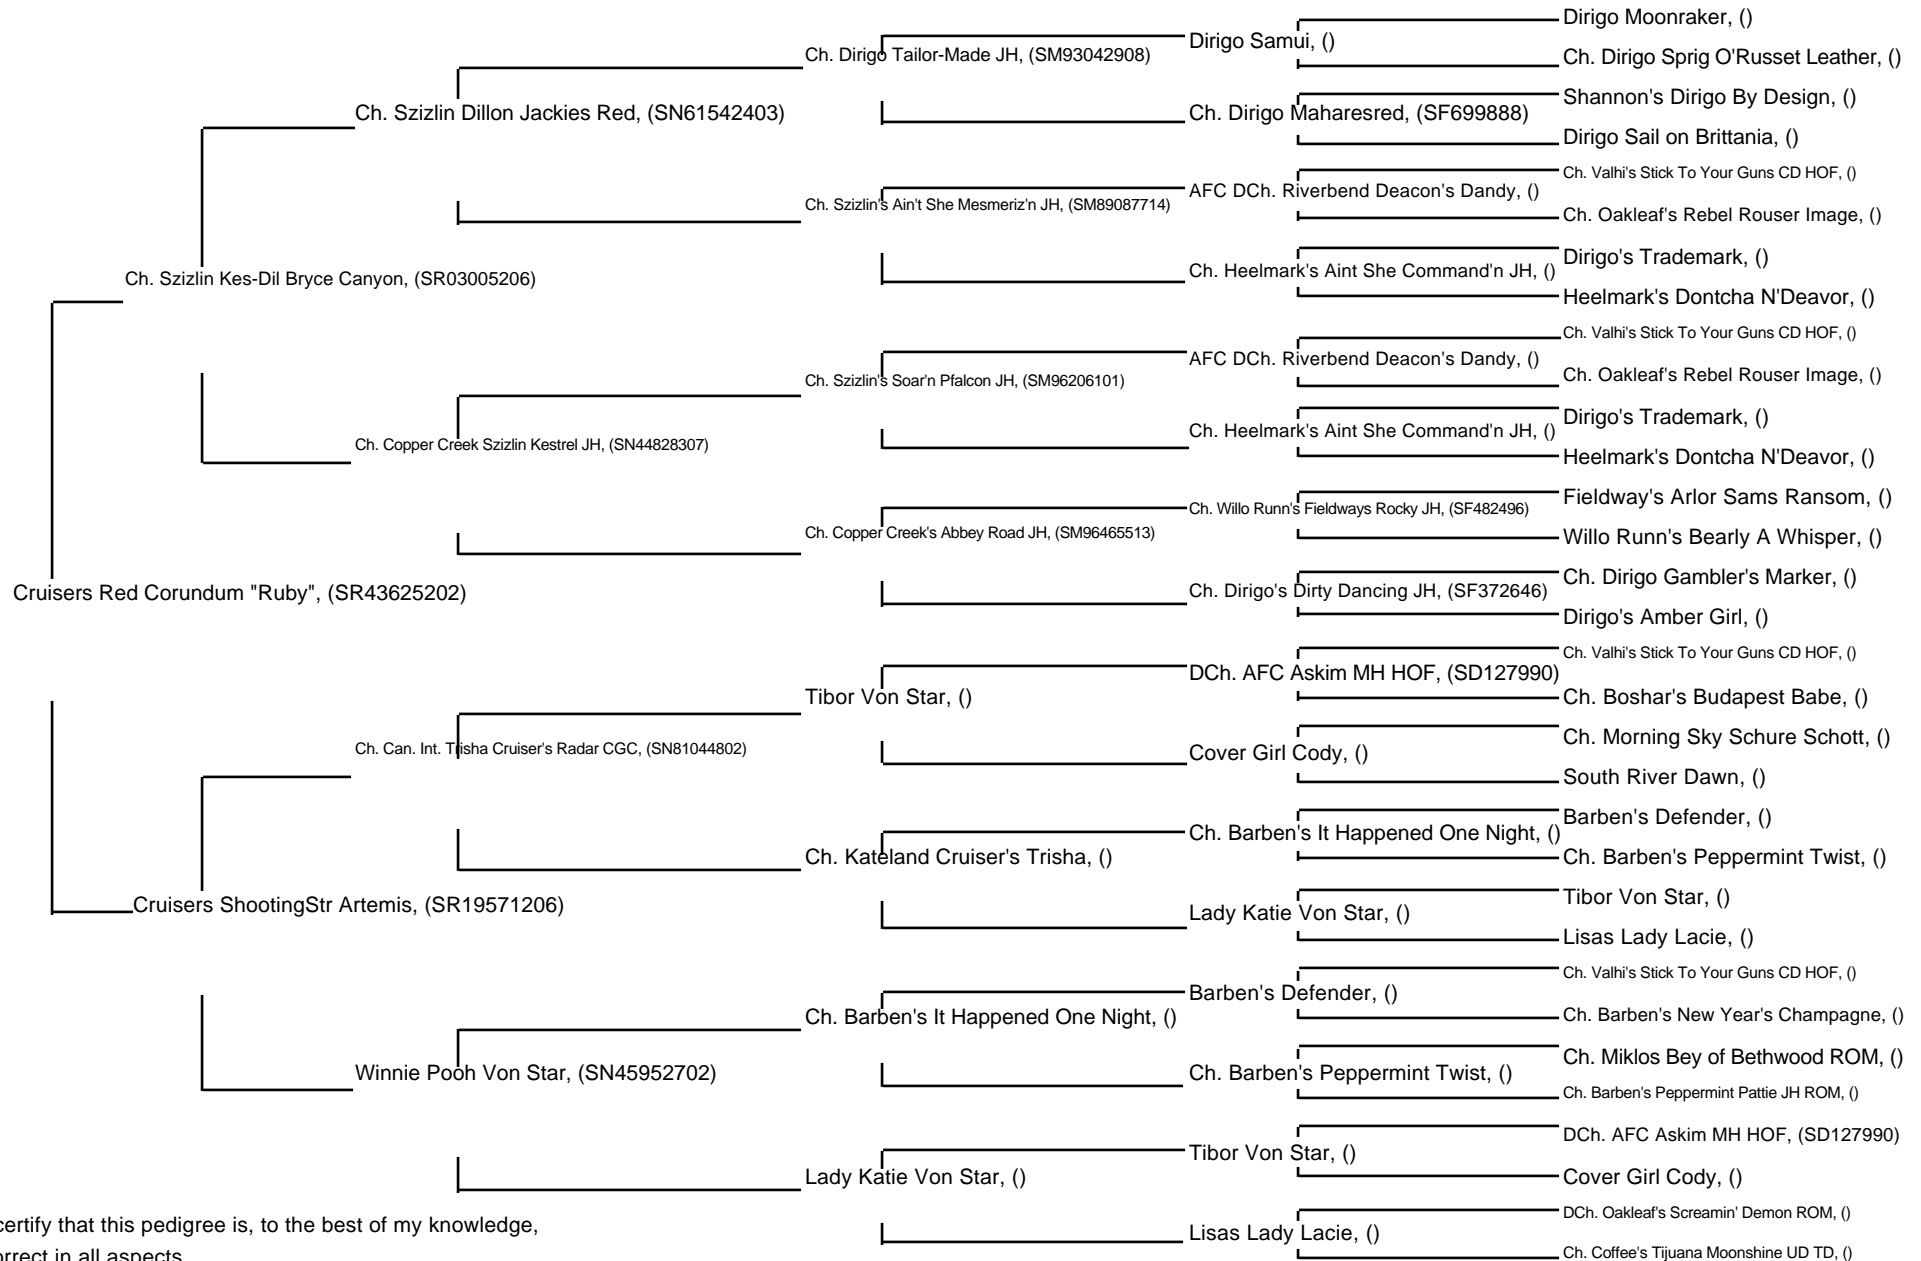 Dirigo Moonraker, ()
Dirigo Samui, ()
Ch. Dirigo Tailor-Made JH, (SM93042908)
Ch. Dirigo Sprig O'Russet Leather, ()
Shannon's Dirigo By Design, ()
Ch. Szizlin Dillon Jackies Red, (SN61542403)
Ch. Dirigo Maharesred, (SF699888)
Dirigo Sail on Brittania, ()
Ch. Valhi's Stick To Your Guns CD HOF, ()
AFC DCh. Riverbend Deacon's Dandy, ()
Ch. Szizlin's Ain't She Mesmeriz'n JH, (SM89087714)
Ch. Oakleaf's Rebel Rouser Image, ()
Dirigo's Trademark, ()
Ch. Heelmark's Aint She Command'n JH, ()
Ch. Szizlin Kes-Dil Bryce Canyon, (SR03005206)
Heelmark's Dontcha N'Deavor, ()
Ch. Valhi's Stick To Your Guns CD HOF, ()
AFC DCh. Riverbend Deacon's Dandy, ()
Ch. Szizlin's Soar'n Pfalcon JH, (SM96206101)
Ch. Oakleaf's Rebel Rouser Image, ()
Dirigo's Trademark, ()
Ch. Heelmark's Aint She Command'n JH, ()
Ch. Copper Creek Szizlin Kestrel JH, (SN44828307)
Heelmark's Dontcha N'Deavor, ()
Fieldway's Arlor Sams Ransom, ()
Ch. Willo Runn's Fieldways Rocky JH, (SF482496)
Ch. Copper Creek's Abbey Road JH, (SM96465513)
Willo Runn's Bearly A Whisper, ()
Ch. Dirigo Gambler's Marker, ()
Cruisers Red Corundum "Ruby", (SR43625202)
Ch. Dirigo's Dirty Dancing JH, (SF372646)
Dirigo's Amber Girl, ()
Ch. Valhi's Stick To Your Guns CD HOF, ()
DCh. AFC Askim MH HOF, (SD127990)
Tibor Von Star, ()
Ch. Boshar's Budapest Babe, ()
Ch. Morning Sky Schure Schott, ()
Ch. Can. Int. Trisha Cruiser's Radar CGC, (SN81044802)
Cover Girl Cody, ()
South River Dawn, ()
Barben's Defender, ()
Ch. Barben's It Happened One Night, ()
Ch. Kateland Cruiser's Trisha, ()
Ch. Barben's Peppermint Twist, ()
Tibor Von Star, ()
Cruisers ShootingStr Artemis, (SR19571206)
Lady Katie Von Star, ()
Lisas Lady Lacie, ()
Ch. Valhi's Stick To Your Guns CD HOF, ()
Barben's Defender, ()
Ch. Barben's It Happened One Night, ()
Ch. Barben's New Year's Champagne, ()
Ch. Miklos Bey of Bethwood ROM, ()
Winnie Pooh Von Star, (SN45952702)
Ch. Barben's Peppermint Twist, ()
Ch. Barben's Peppermint Pattie JH ROM, ()
DCh. AFC Askim MH HOF, (SD127990)
Tibor Von Star, ()
Lady Katie Von Star, ()
Cover Girl Cody, ()
DCh. Oakleaf's Screamin' Demon ROM, ()
Lisas Lady Lacie, ()
Ch. Coffee's Tijuana Moonshine UD TD, ()
certify that this pedigree is, to the best of my knowledge,
orrect in all aspects